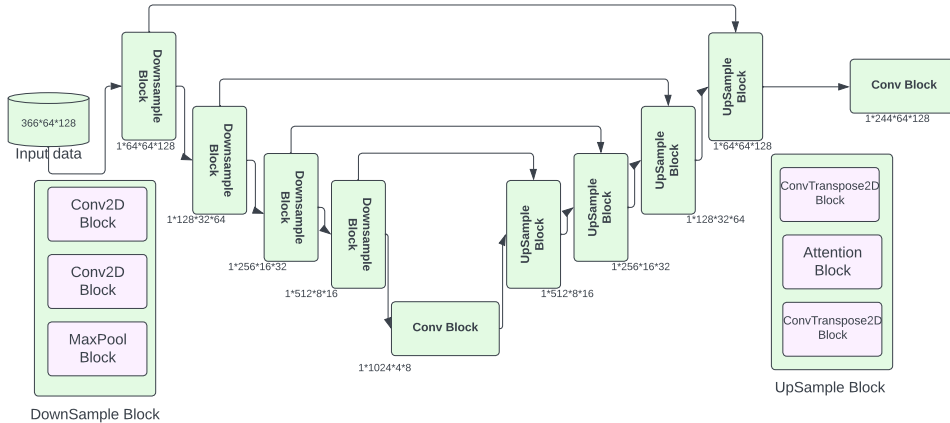 366*64*128
Input data
Downsample
Block
1*64*64*128
Downsample
Block
1*128*32*64
Downsample
Block
1*256*16*32
Downsample
Block
1*512*8*16
Conv Block
1*1024*4*8
UpSample
Block
1*512*8*16
UpSample
Block
1*256*16*32
UpSample
Block
1*128*32*64
UpSample
Block
1*64*64*128
Conv Block
1*244*64*128
Conv2D
Block
Conv2D
Block
MaxPool
Block
DownSample Block
ConvTranspose2D
Block
Attention
Block
ConvTranspose2D
Block
UpSample Block